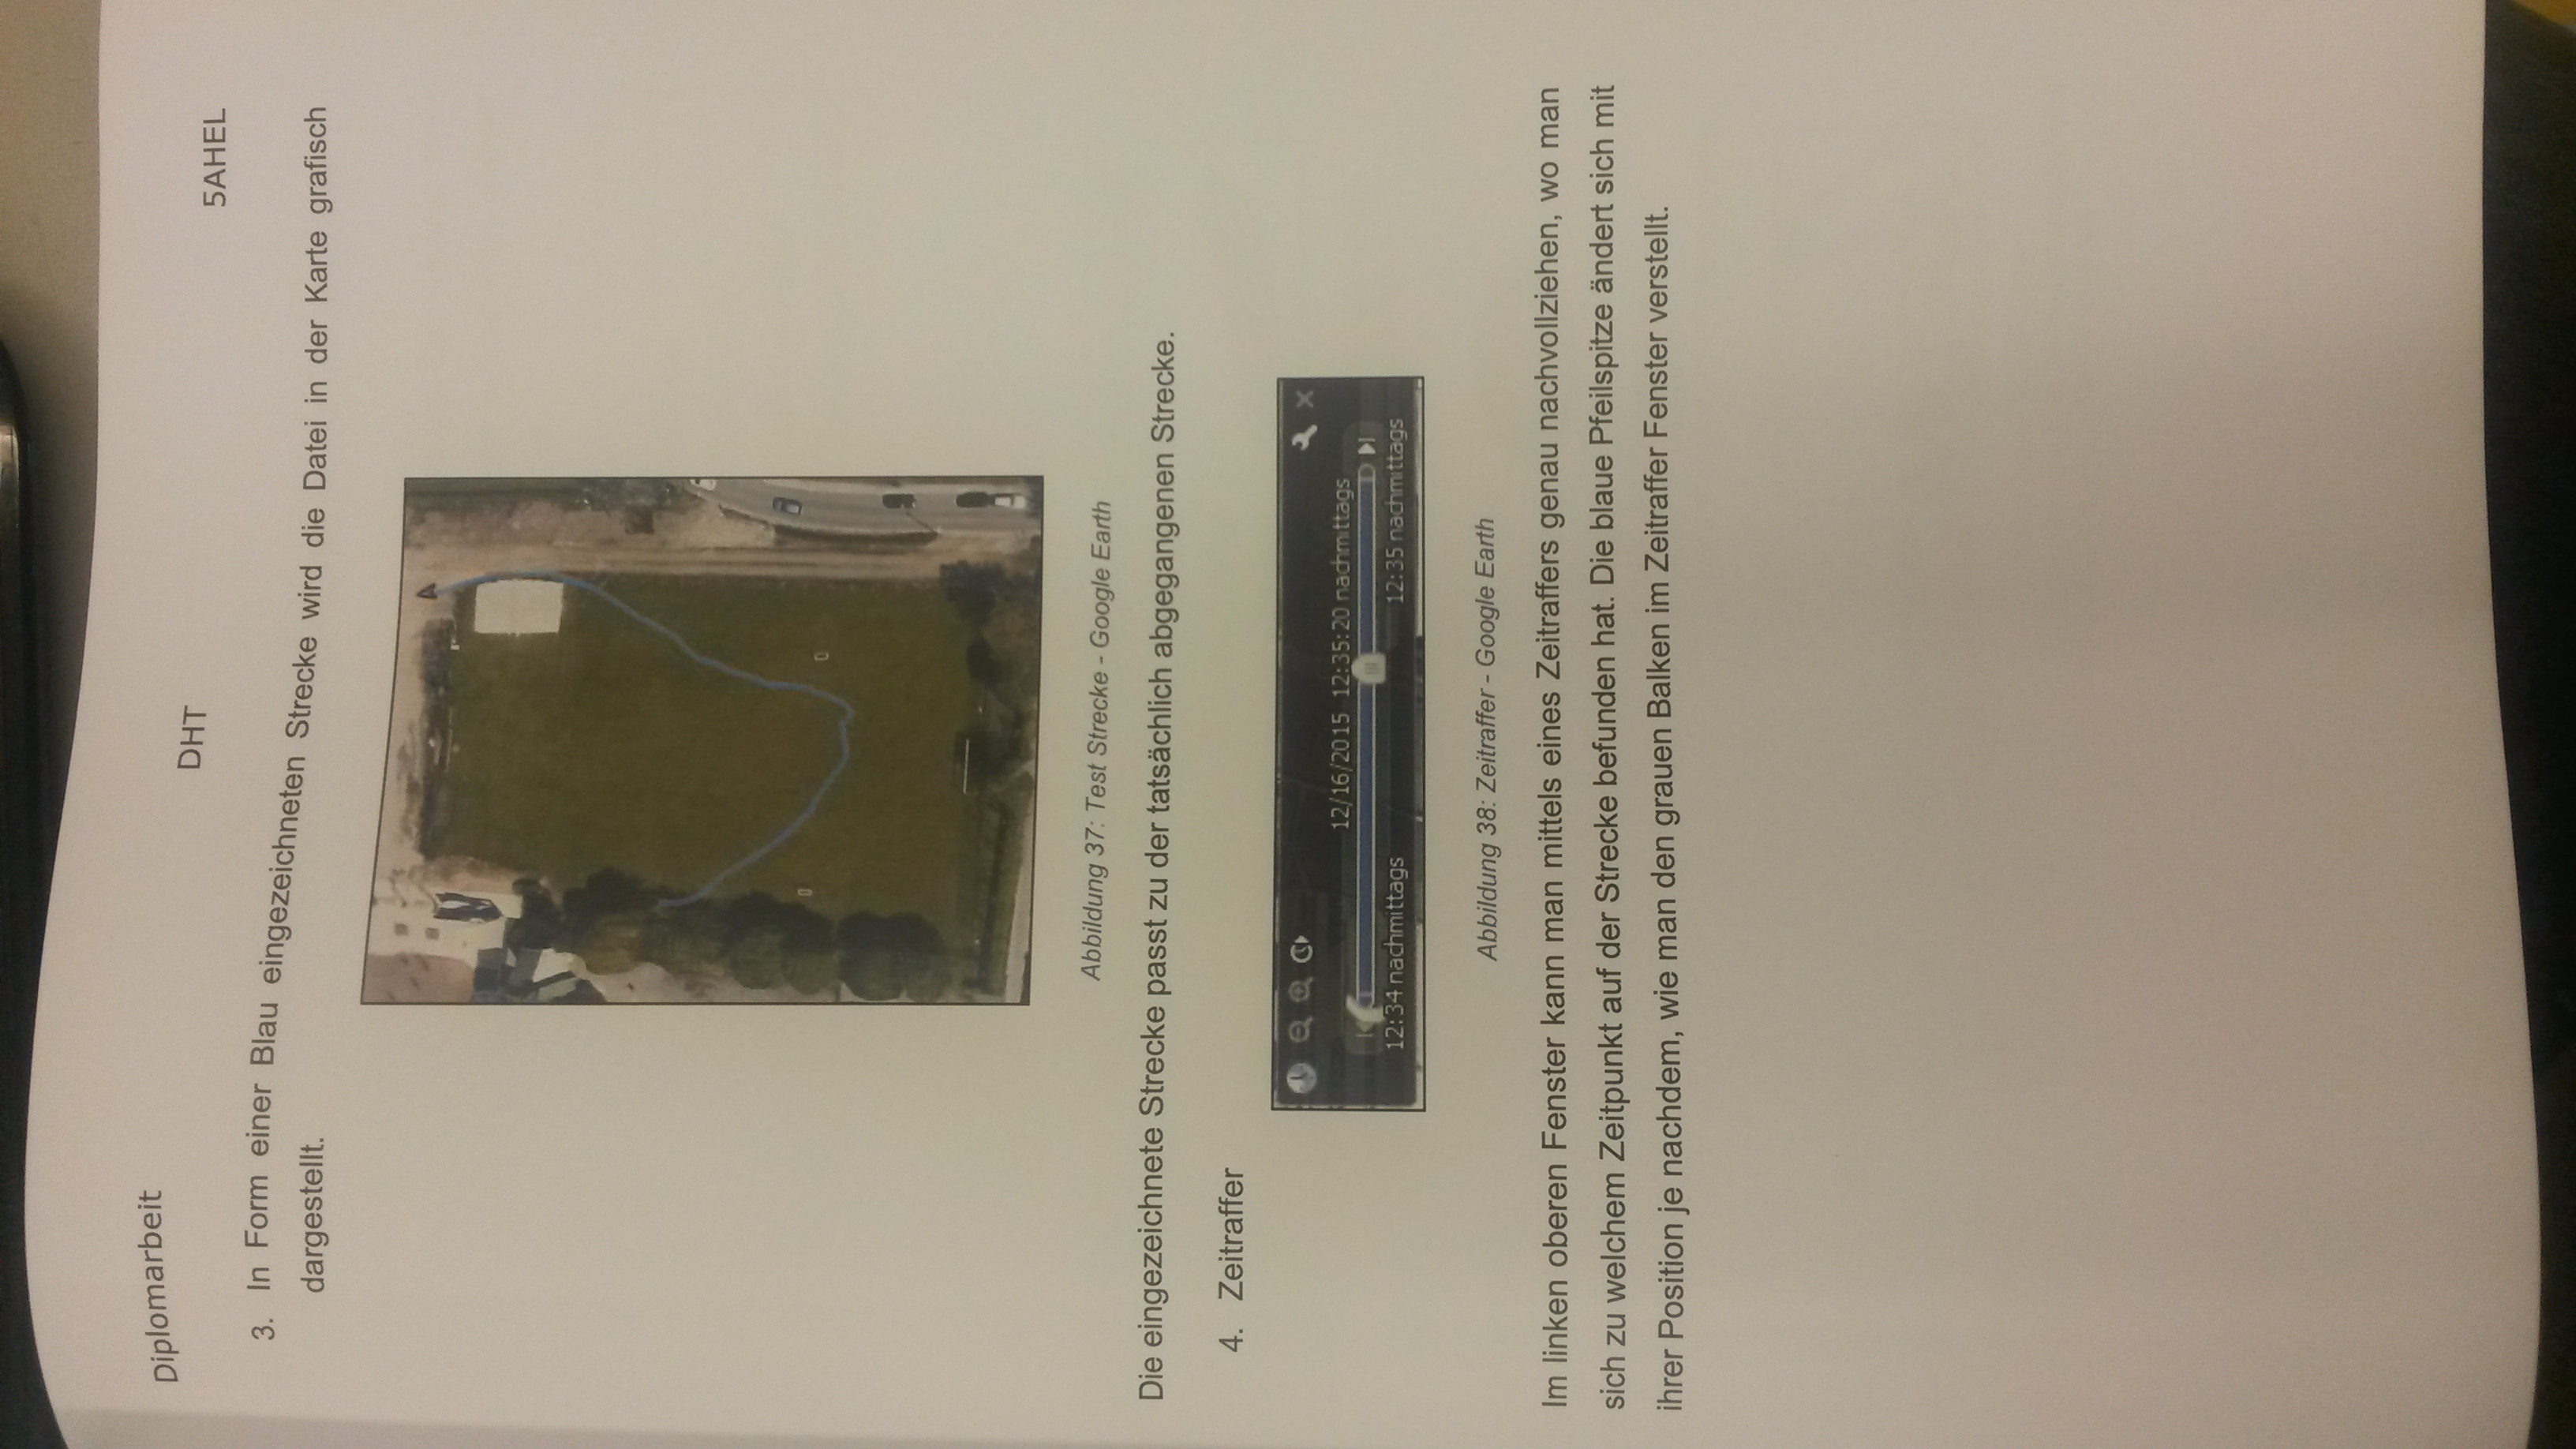 Diplomarbeit DHT 5AHEL
3. In Form einer Blau eingezeichneten Strecke wird die Datei in der Karte grafisch
dargestellt.
Abbildung 37: Test Strecke - Google Earth
Die eingezeichnete Strecke passt zu der tatsächlich abgegangenen Strecke.
4. Zeitraffer
12/16/2015 12:35:20 nachmittags
12:34 nachmittags 12:35 nachmittags
Abbildung 38: Zeitraffer - Google Earth
Im linken oberen Fenster kann man mittels eines Zeitraffers genau nachvollziehen, wo man
sich zu welchem Zeitpunkt auf der Strecke befunden hat. Die blaue Pfeilspitze ändert sich mit
ihrer Position je nachdem, wie man den grauen Balken im Zeitraffer Fenster verstellt.